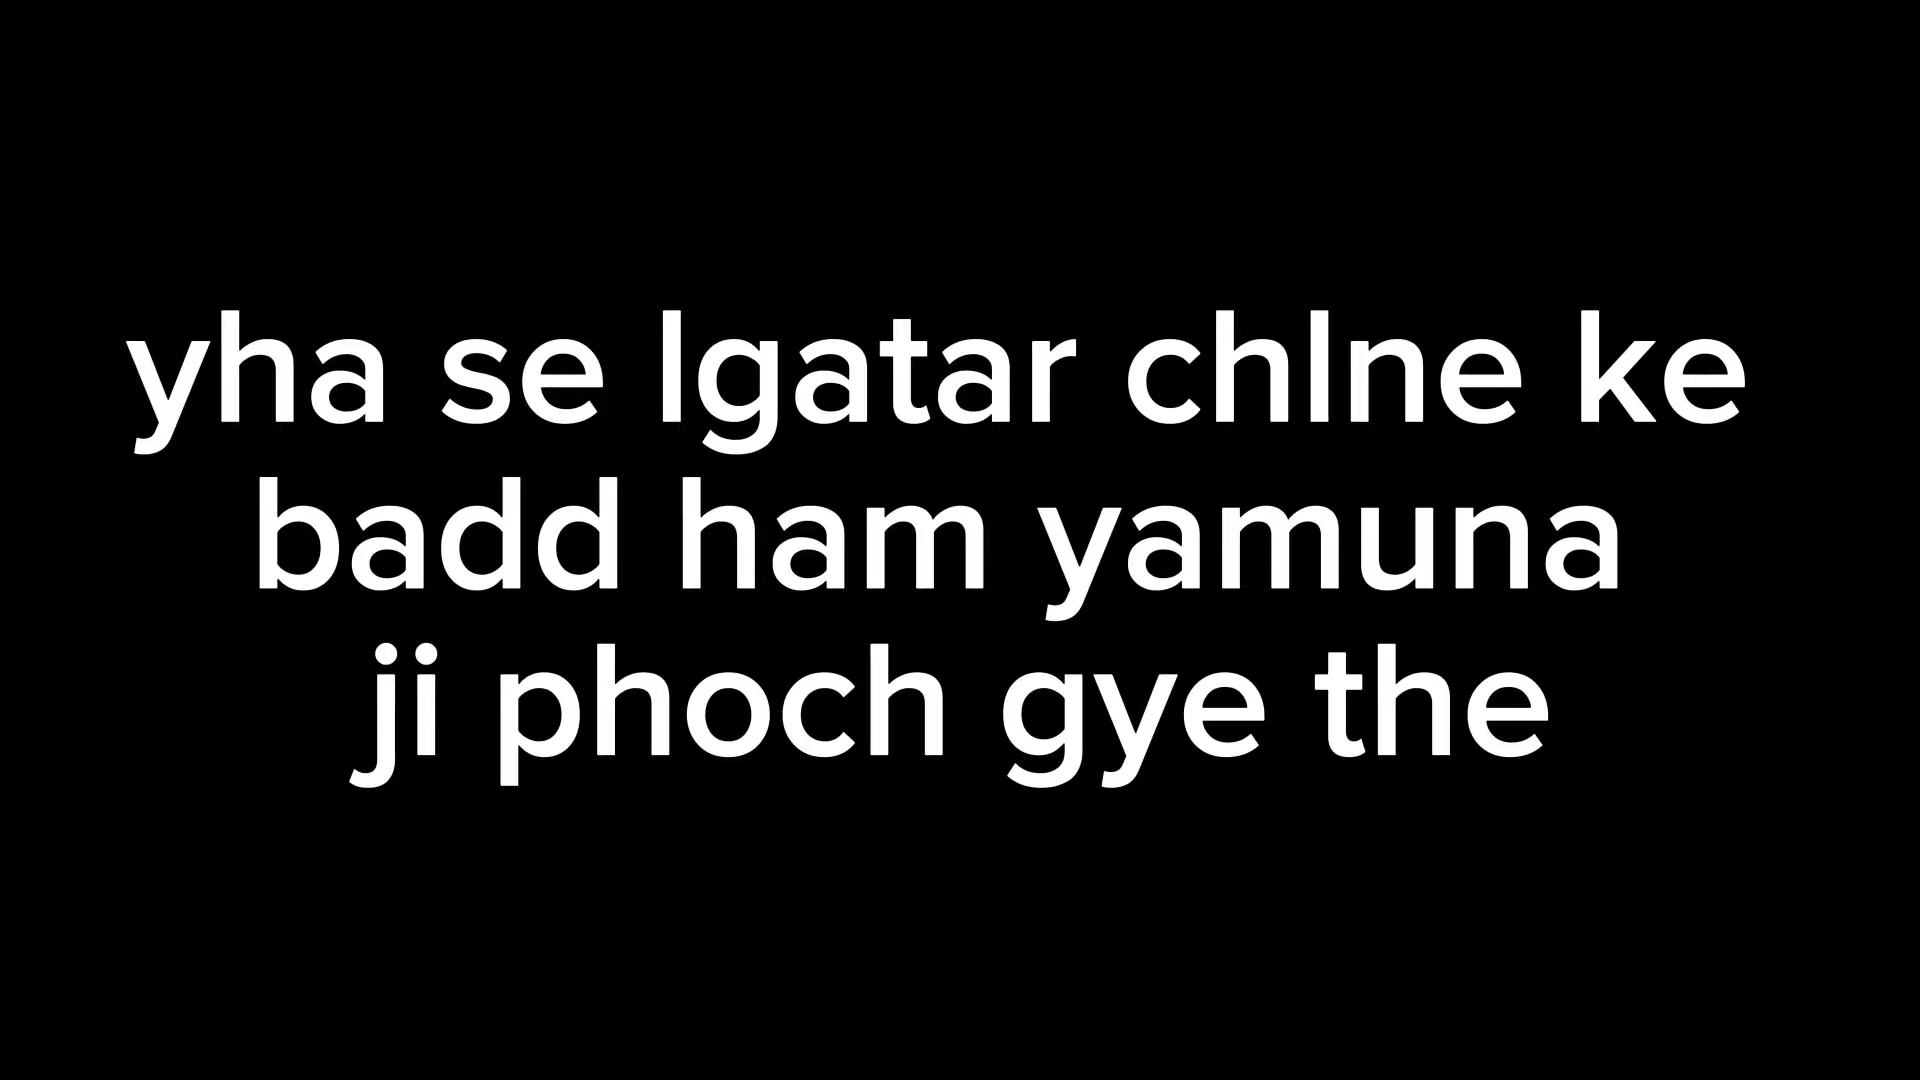 yha se lgatar chlne ke
badd ham yamuna
ji phoch gye the